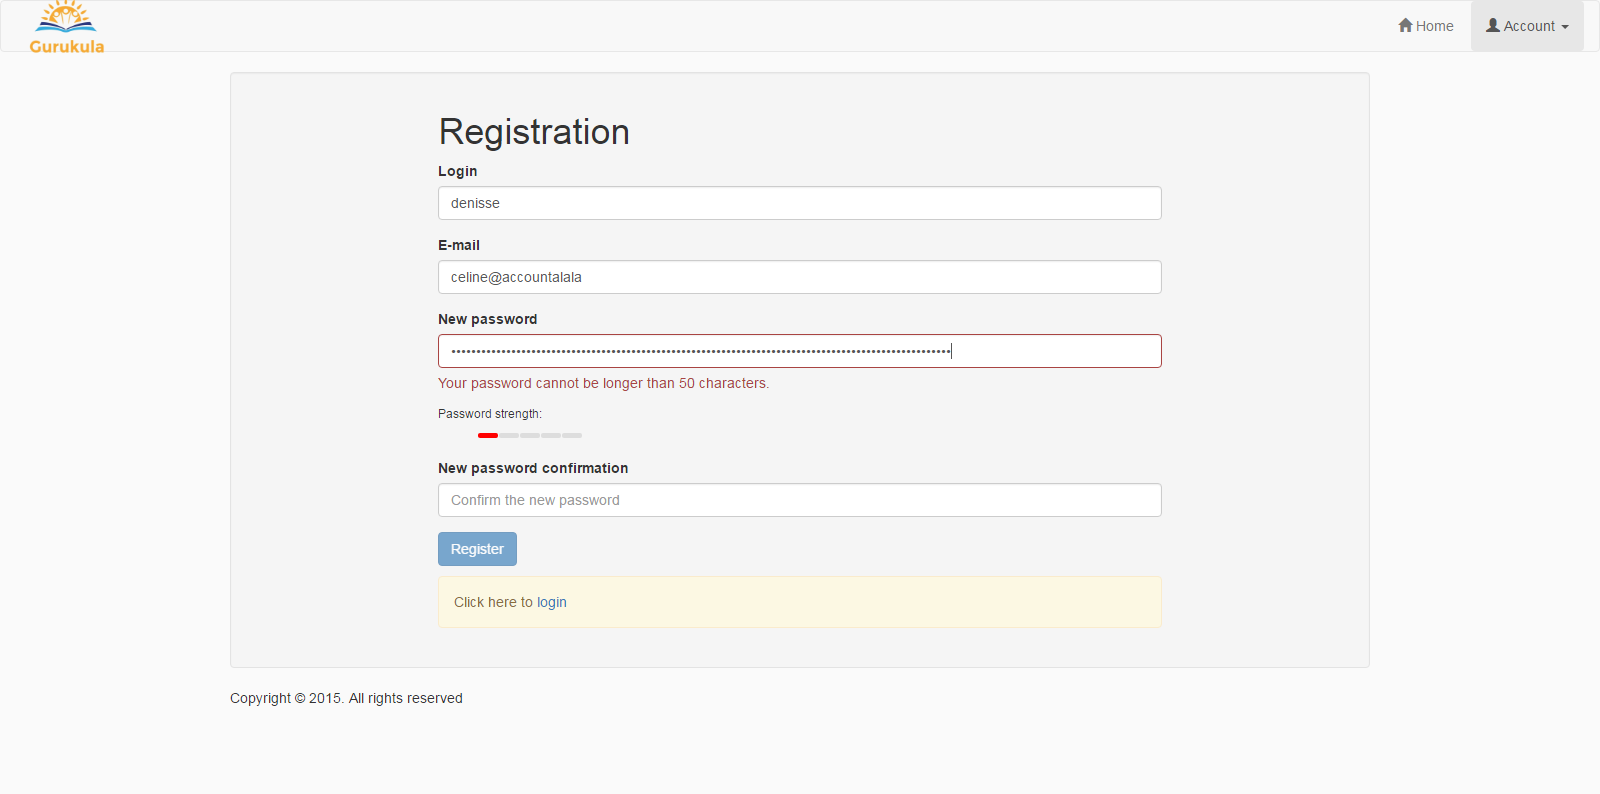 Gurukula
Home
Account
Registration
Login
denisse
E-mail
celine@accountalala
New password
Your password cannot be longer than 50 characters.
Password strength:
New password confirmation
Confirm the new password
Register
Click here to login
Copyright © 2015. All rights reserved